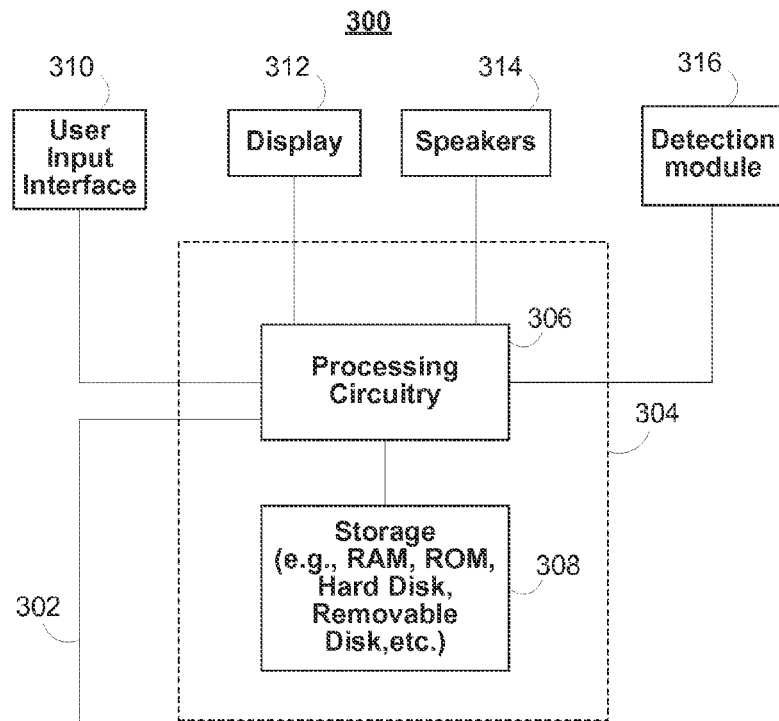 300
310
312
314
316
User
Input
Interface
Display
Speakers
Detection
module
306
Processing
Circuitry
304
Storage
(e.g., RAM, ROM,
Hard Disk,
Removable
Disk,etc.)
308
302